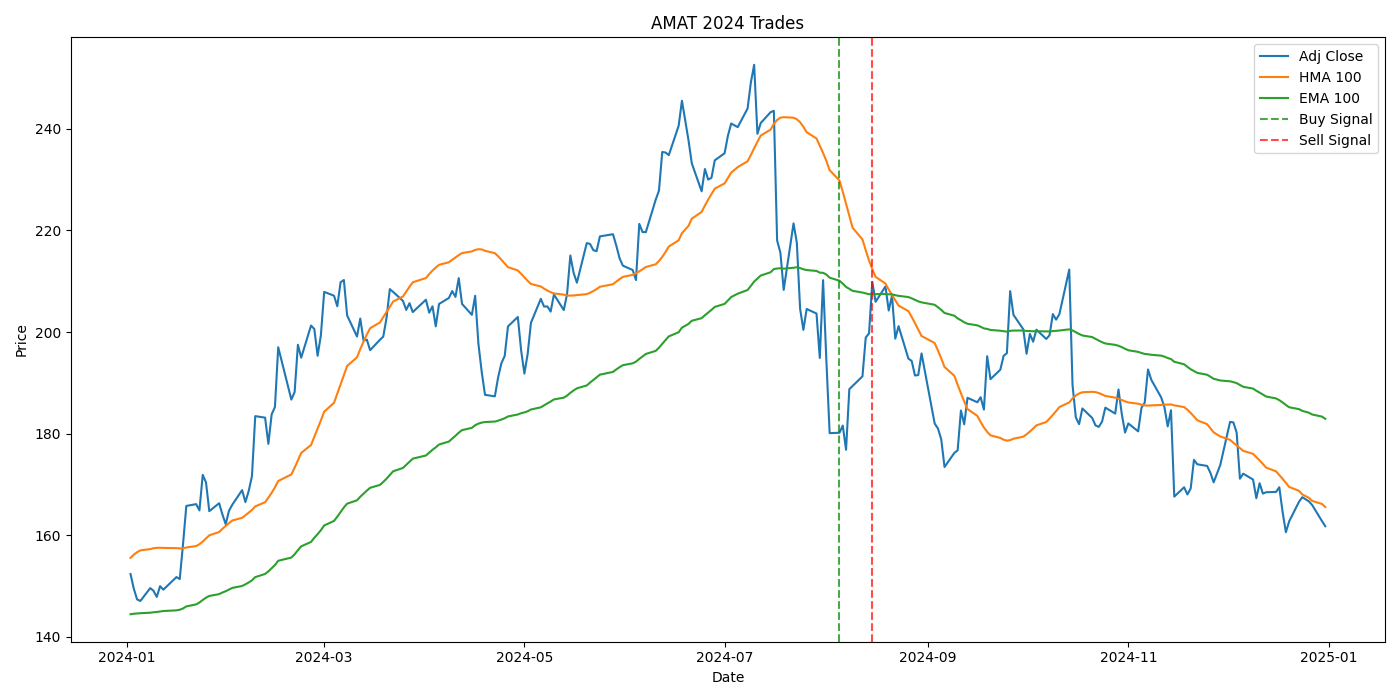 AMAT 2024 Trades
Adj Close
HMA 100
EMA 100
Buy Signal
Sell Signal
Price
240
220
200
180
160
140
2024-01
2024-03
2024-05
2024-07
2024-09
2024-11
2025-01
Date